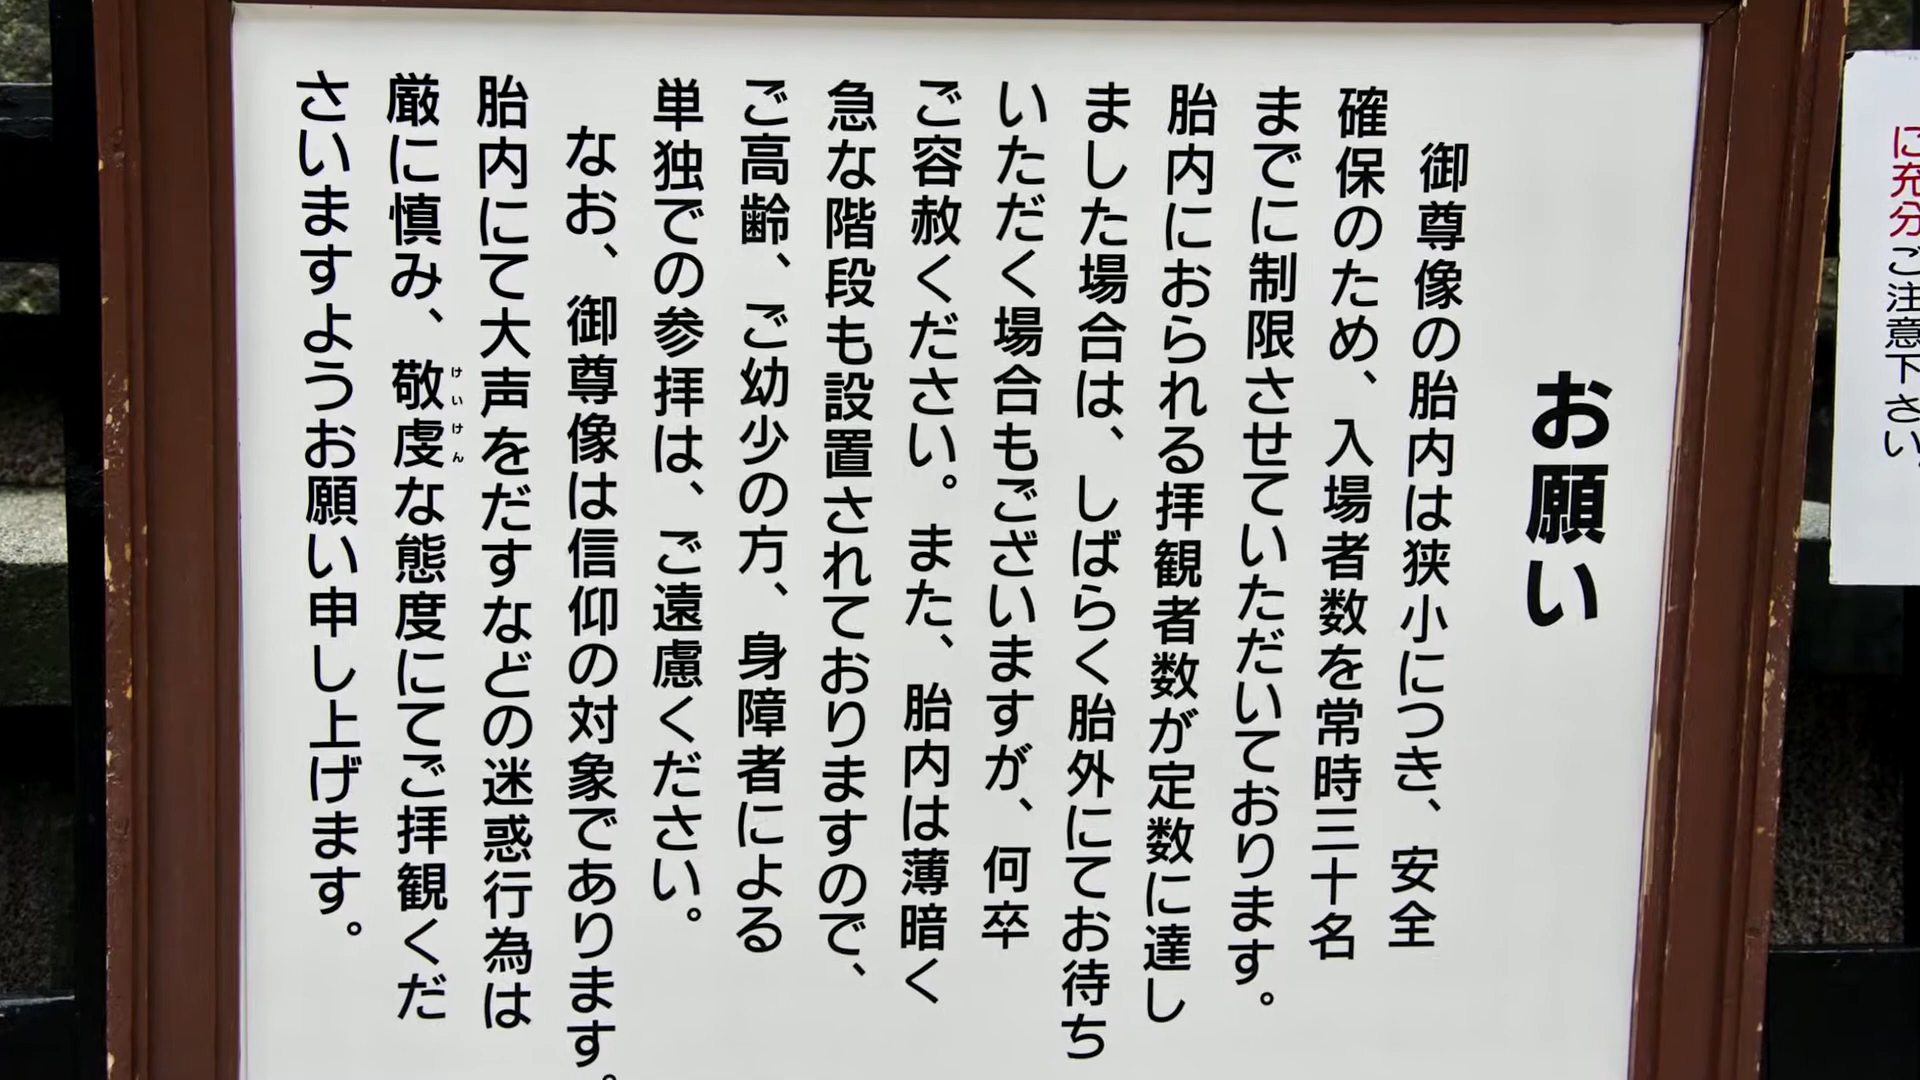 お願い
御尊像の胎内は狭小につき、安全
確保のため、入場者数を常時三十名
までに制限させていただいております。
胎内におられる拝観者数が定数に達し
ました場合は、しばらく胎外にてお待ち
いただく場合もございますが、何卒
ご容赦ください。また、胎内は薄暗く
急な階段も設置されておりますので、
ご高齢、ご幼少の方、身障者による
単独での参拝は、ご遠慮ください。
なお、御尊像は信仰の対象であります。
胎内にて大声をだすなどの迷惑行為は
厳に慎み、敬虔な態度にてご拝観くだ
けいけん
さいますようお願い申し上げます。
に充分ご注意下さい